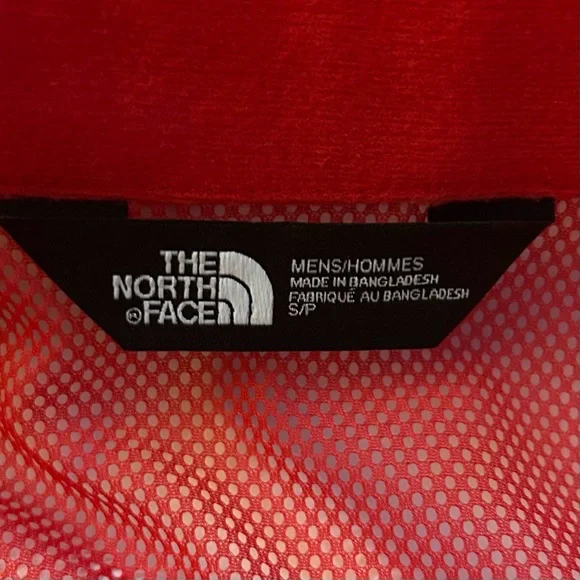 THE
NORTH
®FACE
MENS/HOMMES
MADE IN BANGLADESH
FABRIQUÉ AU BANGLADESH
S/P